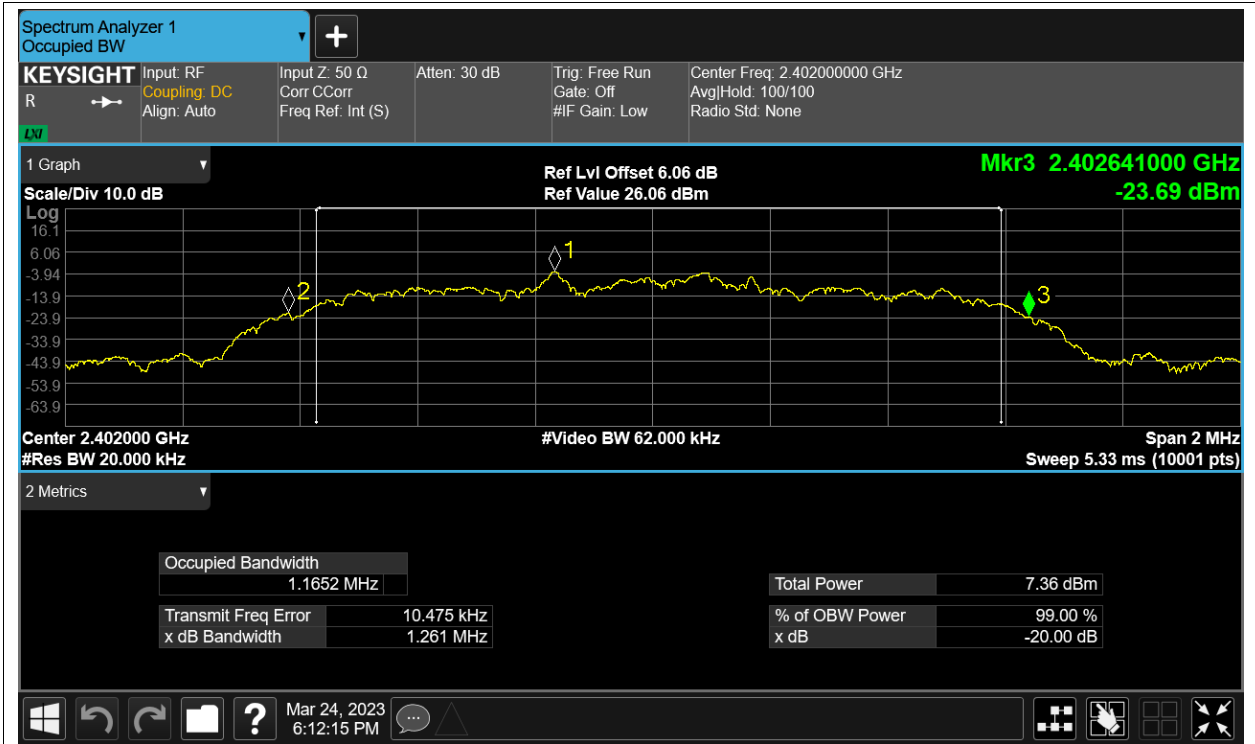 Spectrum Analyzer 1
Occupied BW
KEYSIGHT
R
LXI
Input: RF
Coupling: DC
Align: Auto
Input Z: 50 Ω
Corr CCorr
Freq Ref: Int (S)
Atten: 30 dB
Trig: Free Run
Gate: Off
#IF Gain: Low
Center Freq: 2.402000000 GHz
Avg|Hold: 100/100
Radio Std: None
1 Graph
Scale/Div 10.0 dB
Ref Lvl Offset 6.06 dB
Ref Value 26.06 dBm
Mkr3 2.402641000 GHz
-23.69 dBm
Log
16.1
6.06
-3.94
-13.9
-23.9
-33.9
-43.9
-53.9
-63.9
1
2
3
Center 2.402000 GHz
#Video BW 62.000 kHz
Span 2 MHz
#Res BW 20.000 kHz
Sweep 5.33 ms (10001 pts)
2 Metrics
Occupied Bandwidth
1.1652 MHz
Total Power 7.36 dBm
Transmit Freq Error 10.475 kHz
% of OBW Power 99.00 %
x dB Bandwidth 1.261 MHz
x dB -20.00 dB
?
Mar 24, 2023
6:12:15 PM